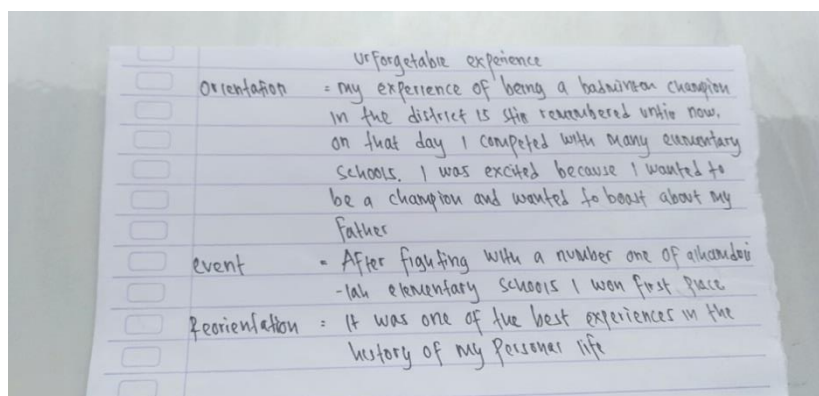 Urforgetable experience
Orientation = my experience of being a badminton champion
in the district is still remembered until now.
on that day I competed with many elementary
schools. I was excited because I wanted to
be a champion and wanted to boast about my
Father
event = After fighting with a number one of alhamdui
-lah elementary schools I won first place
Reorientation = It was one of the best experiences in the
history of my personal life